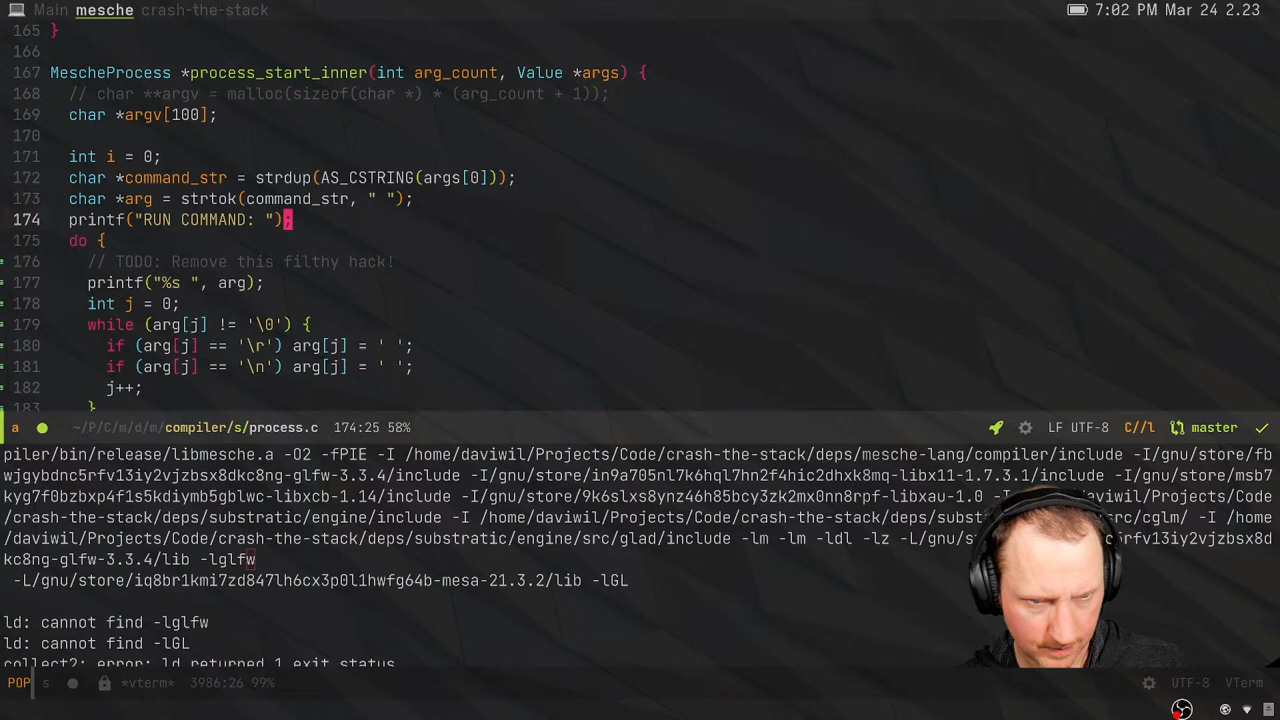 Main mesche crash-the-stack
7:02 PM Mar 24 2.23
165 }
166
167 MescheProcess *process_start_inner(int arg_count, Value *args) {
168 // char **argv = malloc(sizeof(char *) * (arg_count + 1));
169 char *argv[100];
170
171 int i = 0;
172 char *command_str = strdup(AS_CSTRING(args[0]));
173 char *arg = strtok(command_str, " ");
174 printf("RUN COMMAND: ");
175 do {
176 // TODO: Remove this filthy hack!
177 printf("%s ", arg);
178 int j = 0;
179 while (arg[j] != '\0') {
180 if (arg[j] == '\r') arg[j] = ' ';
181 if (arg[j] == '\n') arg[j] = ' ';
182 j++;
183 }
a ~/P/C/m/d/m/compiler/s/process.c 174:25 58% LF UTF-8 C//l master
piler/bin/release/libmesche.a -O2 -fPIE -I /home/daviwil/Projects/Code/crash-the-stack/deps/mesche-lang/compiler/include -I/gnu/store/fb
wjgybdnc5rfv13iy2vjzbsx8dkc8ng-glfw-3.3.4/include -I/gnu/store/in9a705nl7k6hql7hn2f4hic2dhxk8mq-libx11-1.7.3.1/include -I/gnu/store/msb7
kyg7f0bzbxp4f1s5kdiymb5gblwc-libxcb-1.14/include -I/gnu/store/9k6slxs8ynz46h85bcy3zk2mx0nn8rpf-libxau-1.0 daviwil/Projects/Code
/crash-the-stack/deps/substratic/engine/include -I /home/daviwil/Projects/Code/crash-the-stack/deps/subst src/cglm/ -I /home
/daviwil/Projects/Code/crash-the-stack/deps/substratic/engine/src/glad/include -lm -lm -ldl -lz -L/gnu/s 5rfv13iy2vjzbsx8d
kc8ng-glfw-3.3.4/lib -lglfw
-L/gnu/store/iq8br1kmi7zd847lh6cx3p0l1hwfg64b-mesa-21.3.2/lib -lGL
ld: cannot find -lglfw
ld: cannot find -lGL
collect2: error: ld returned 1 exit status
POP s *vterm* 3986:26 99% UTF-8 VTerm